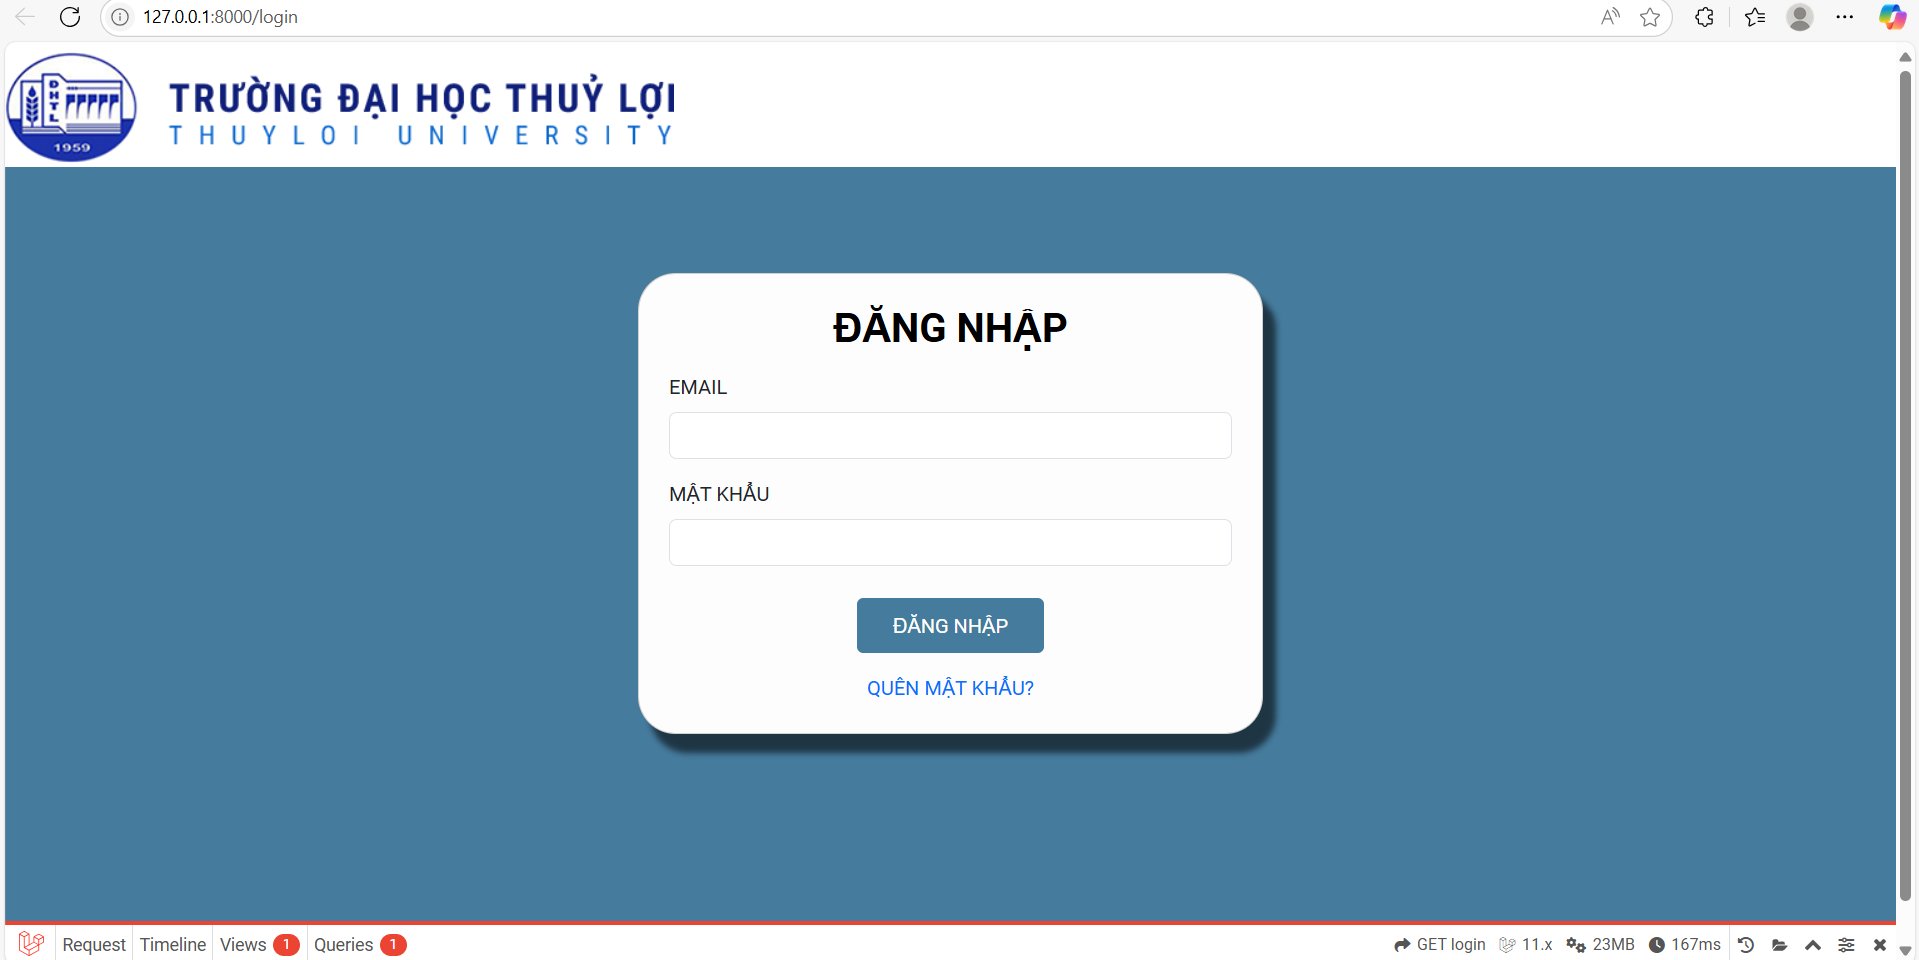 127.0.0.1:8000/login
ĐHTL
1959
TRƯỜNG ĐẠI HỌC THUỶ LỢI
THUYLOI UNIVERSITY
ĐĂNG NHẬP
EMAIL
MẬT KHẨU
ĐĂNG NHẬP
QUÊN MẬT KHẨU?
Request Timeline Views 1 Queries 1 GET login 11.x 23MB 167ms